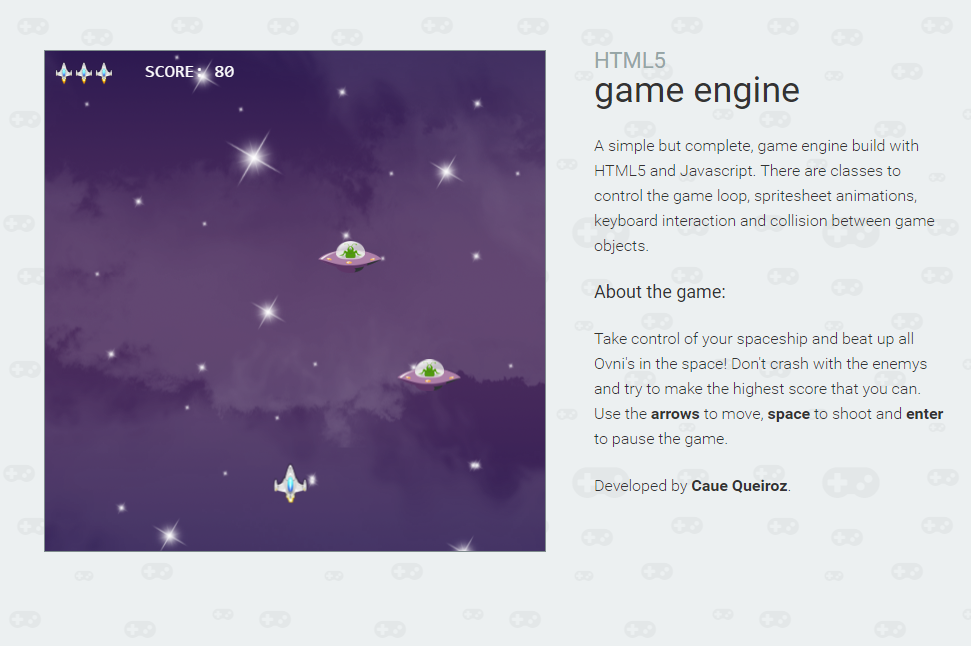 SCORE: 80
HTML5
game engine
A simple but complete, game engine build with
HTML5 and Javascript. There are classes to
control the game loop, spritesheet animations,
keyboard interaction and collision between game
objects.
About the game:
Take control of your spaceship and beat up all
Ovni's in the space! Don't crash with the enemys
and try to make the highest score that you can.
Use the arrows to move, space to shoot and enter
to pause the game.
Developed by Caue Queiroz.